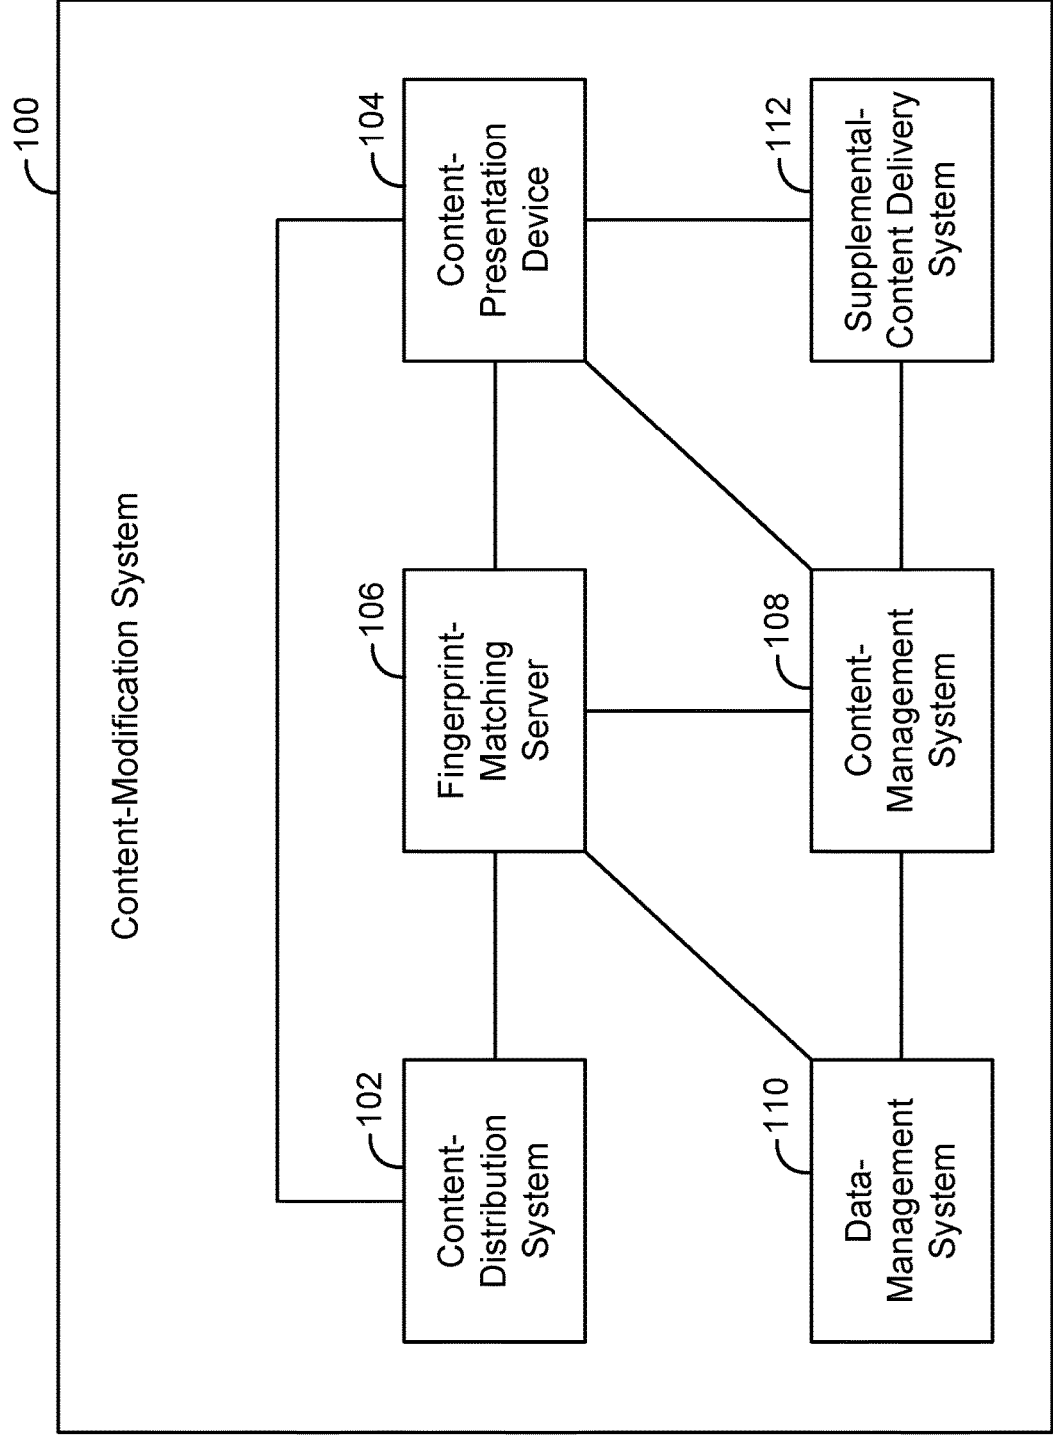 100
Content-Modification System
102
Content-
Distribution
System
106
Fingerprint-
Matching
Server
104
Content-
Presentation
Device
110
Data-
Management
System
108
Content-
Management
System
112
Supplemental-
Content Delivery
System